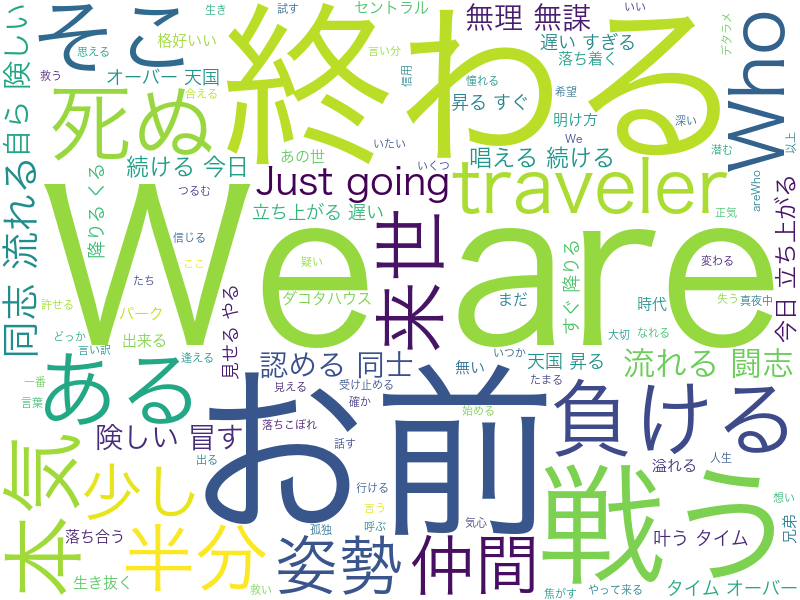 セントラル
生き
試す
いい
デタラメ
Who
そこ
終わる
無理 無謀
思える
格好いい
言い分
遅い すぎる
落ち着く
救う
オーバー 天国
信用
憧れる
希望
合える
昇る すぐ
明け方
深い
以上
険しい
自ら
死ぬ
続ける 今日
あの世
いたい
いくつ
We
唱える 続ける
潜む
areWho
Just going
traveler
正気
つるむ
立ち上がる 遅い
降りる くる
信じる
We are
来世
すぐ 降りる
変わる
今日 立ち上がる
同志 流れる
たち
ここ
疑い
許せる
パーク
見せる やる
ダコタハウス
まだ
時代
失う
真夜中
どっか
出来る
言い訳
逢える
大切
なれる
ある
認める 同士
無い
いつか
天国 昇る
流れる 闘志
一番
言葉
見える
受け止める
たまる
お前
負ける
本気
険しい 冒す
落ちこぼれ
確か
話す
始める
出る
溢れる
人生
少し
行ける
言う
呼ぶ
気心
戦う
想い
兄弟
落ち合う
半分
孤独
姿勢
仲間
叶う タイム
生き抜く
救い
焦がす
やって来る
タイム オーバー